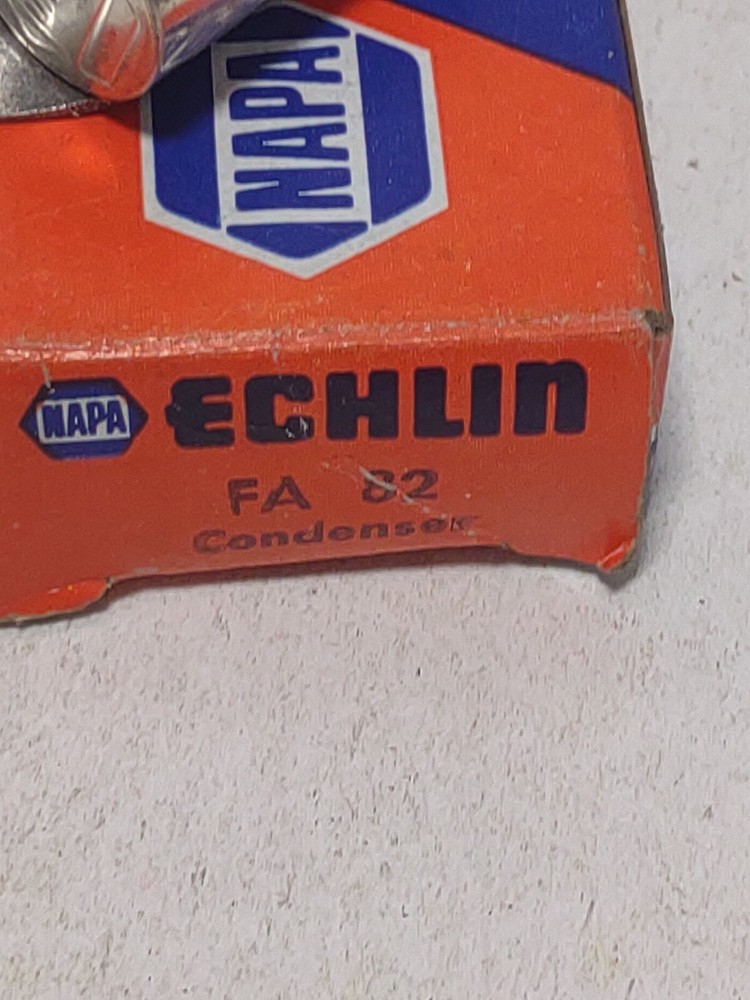 NAPA
NAPA ECHLIN
FA 82
Condenser